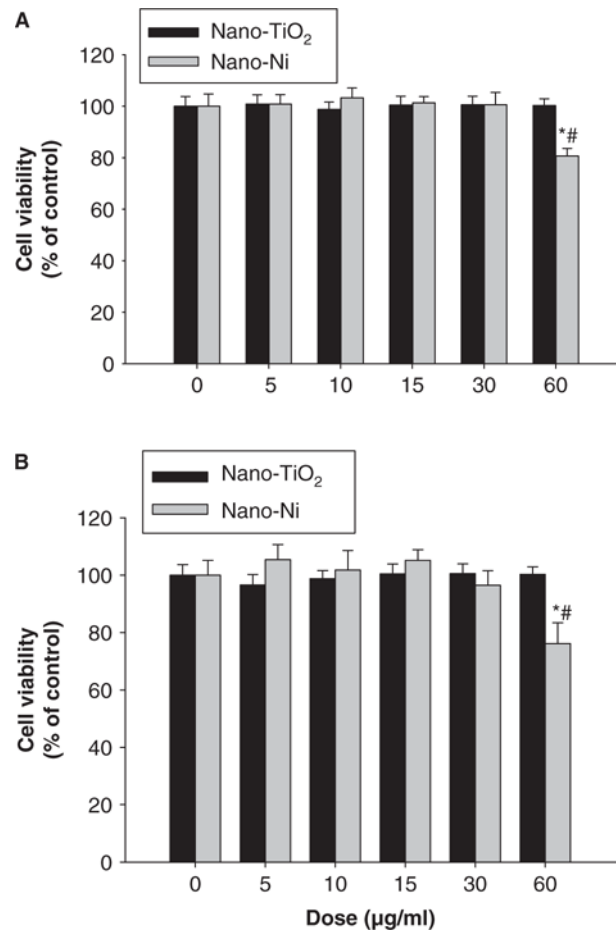 A
Nano-TiO₂
Nano-Ni
120
100
80
60
40
20
0
Cell viability
(% of control)
*#
0 5 10 15 30 60
B
Nano-TiO₂
Nano-Ni
120
100
80
60
40
20
0
Cell viability
(% of control)
*#
0 5 10 15 30 60
Dose (μg/ml)